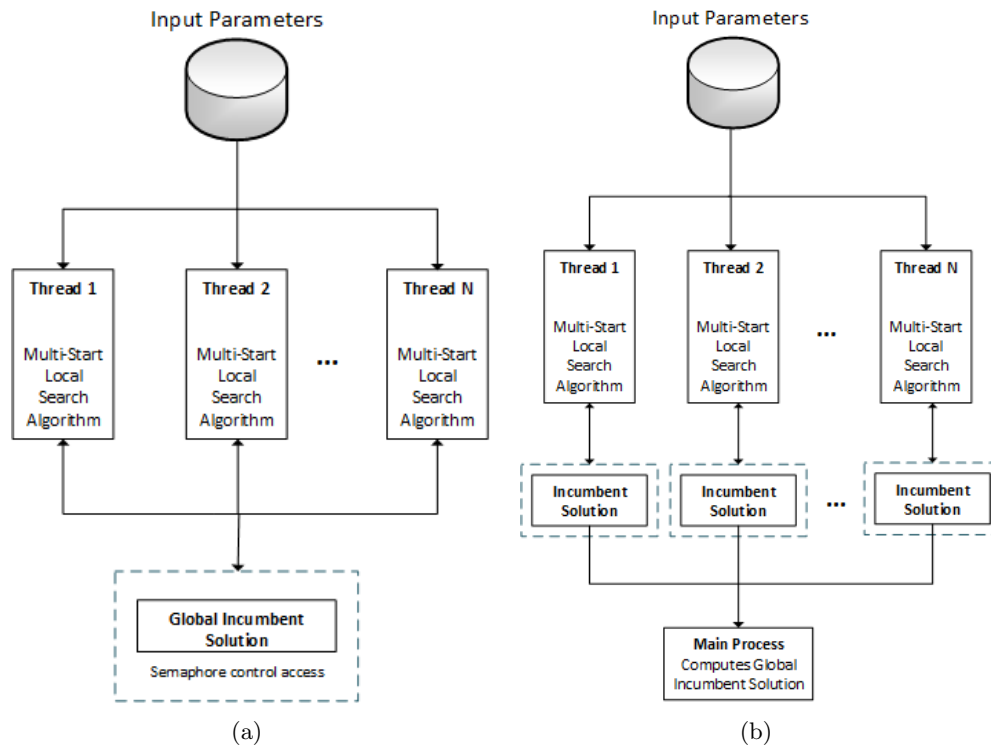 Input Parameters
Thread 1
Multi-Start
Local
Search
Algorithm
Thread 2
Multi-Start
Local
Search
Algorithm
...
Thread N
Multi-Start
Local
Search
Algorithm
Global Incumbent
Solution
Semaphore control access
(a)
Input Parameters
Thread 1
Multi-Start
Local
Search
Algorithm
Thread 2
Multi-Start
Local
Search
Algorithm
...
Thread N
Multi-Start
Local
Search
Algorithm
Incumbent
Solution
Incumbent
Solution
...
Incumbent
Solution
Main Process
Computes Global
Incumbent Solution
(b)